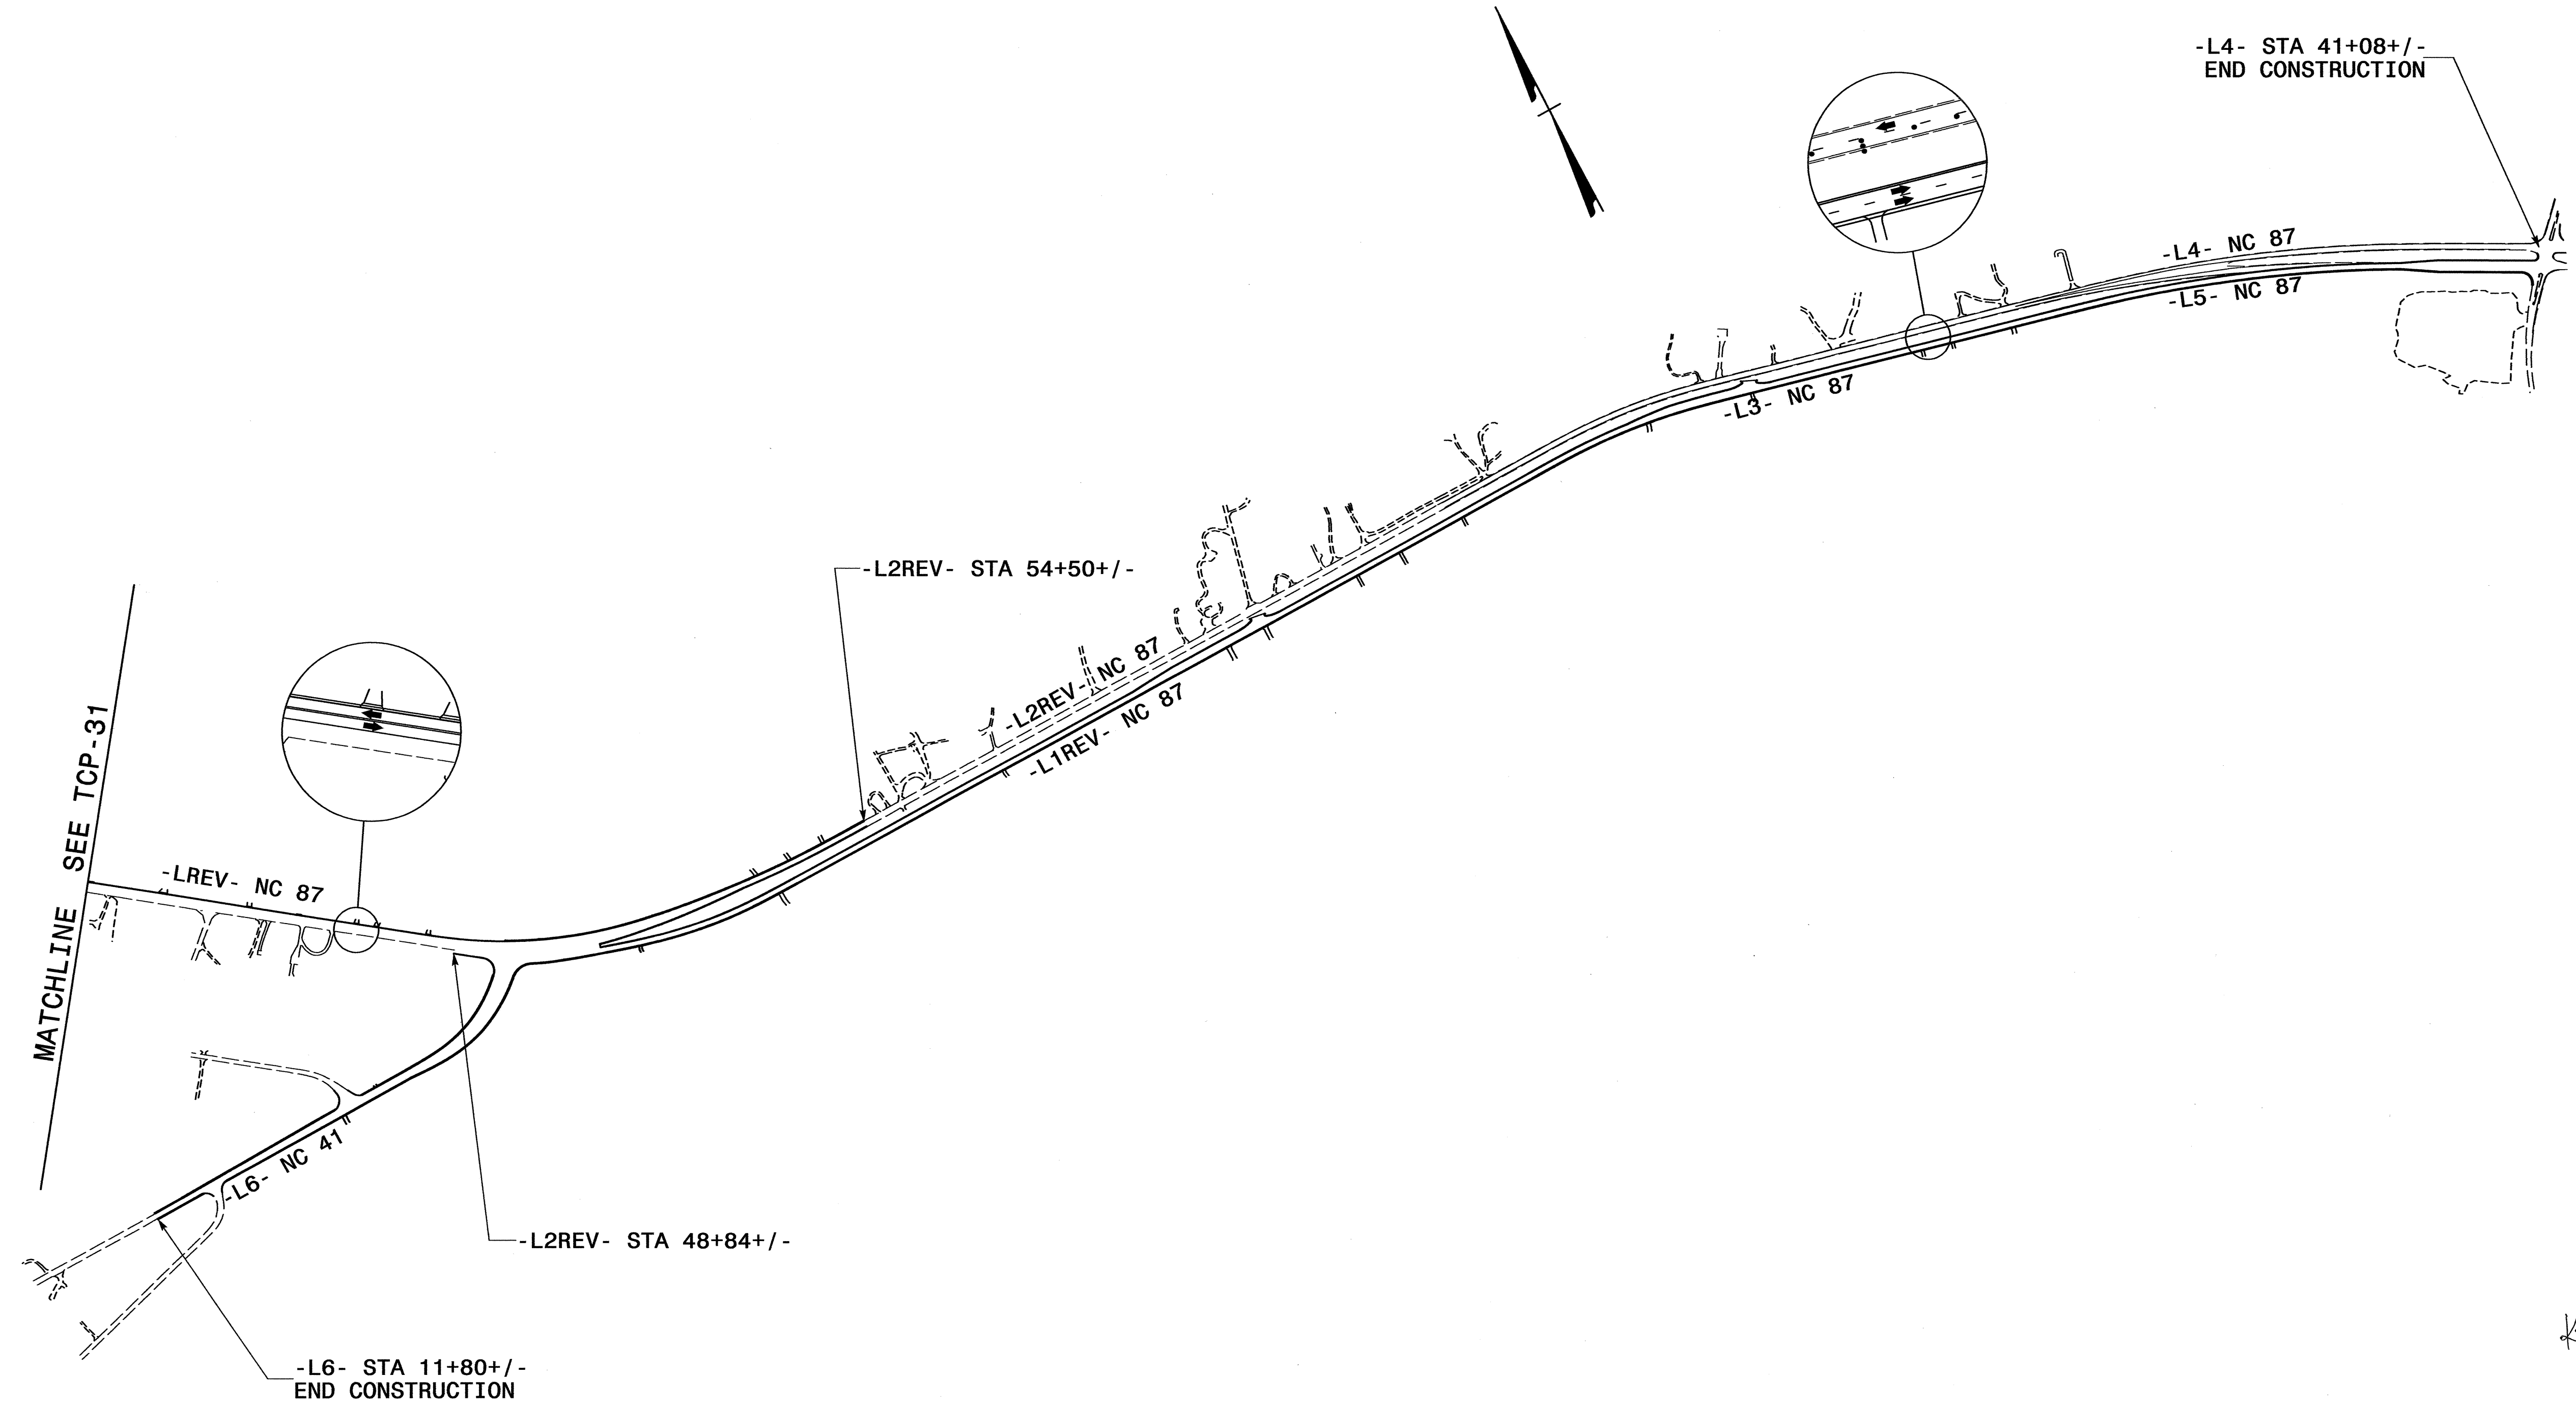 -L4- STA 41+08+/-
END CONSTRUCTION
-L4- NC 87
-L5- NC 87
-L3- NC 87
-L2REV- STA 54+50+/-
-L2REV- NC 87
-L1REV- NC 87
MATCHLINE SEE TCP-31
-LREV- NC 87
-L6- NC 41
-L2REV- STA 48+84+/-
-L6- STA 11+80+/-
END CONSTRUCTION